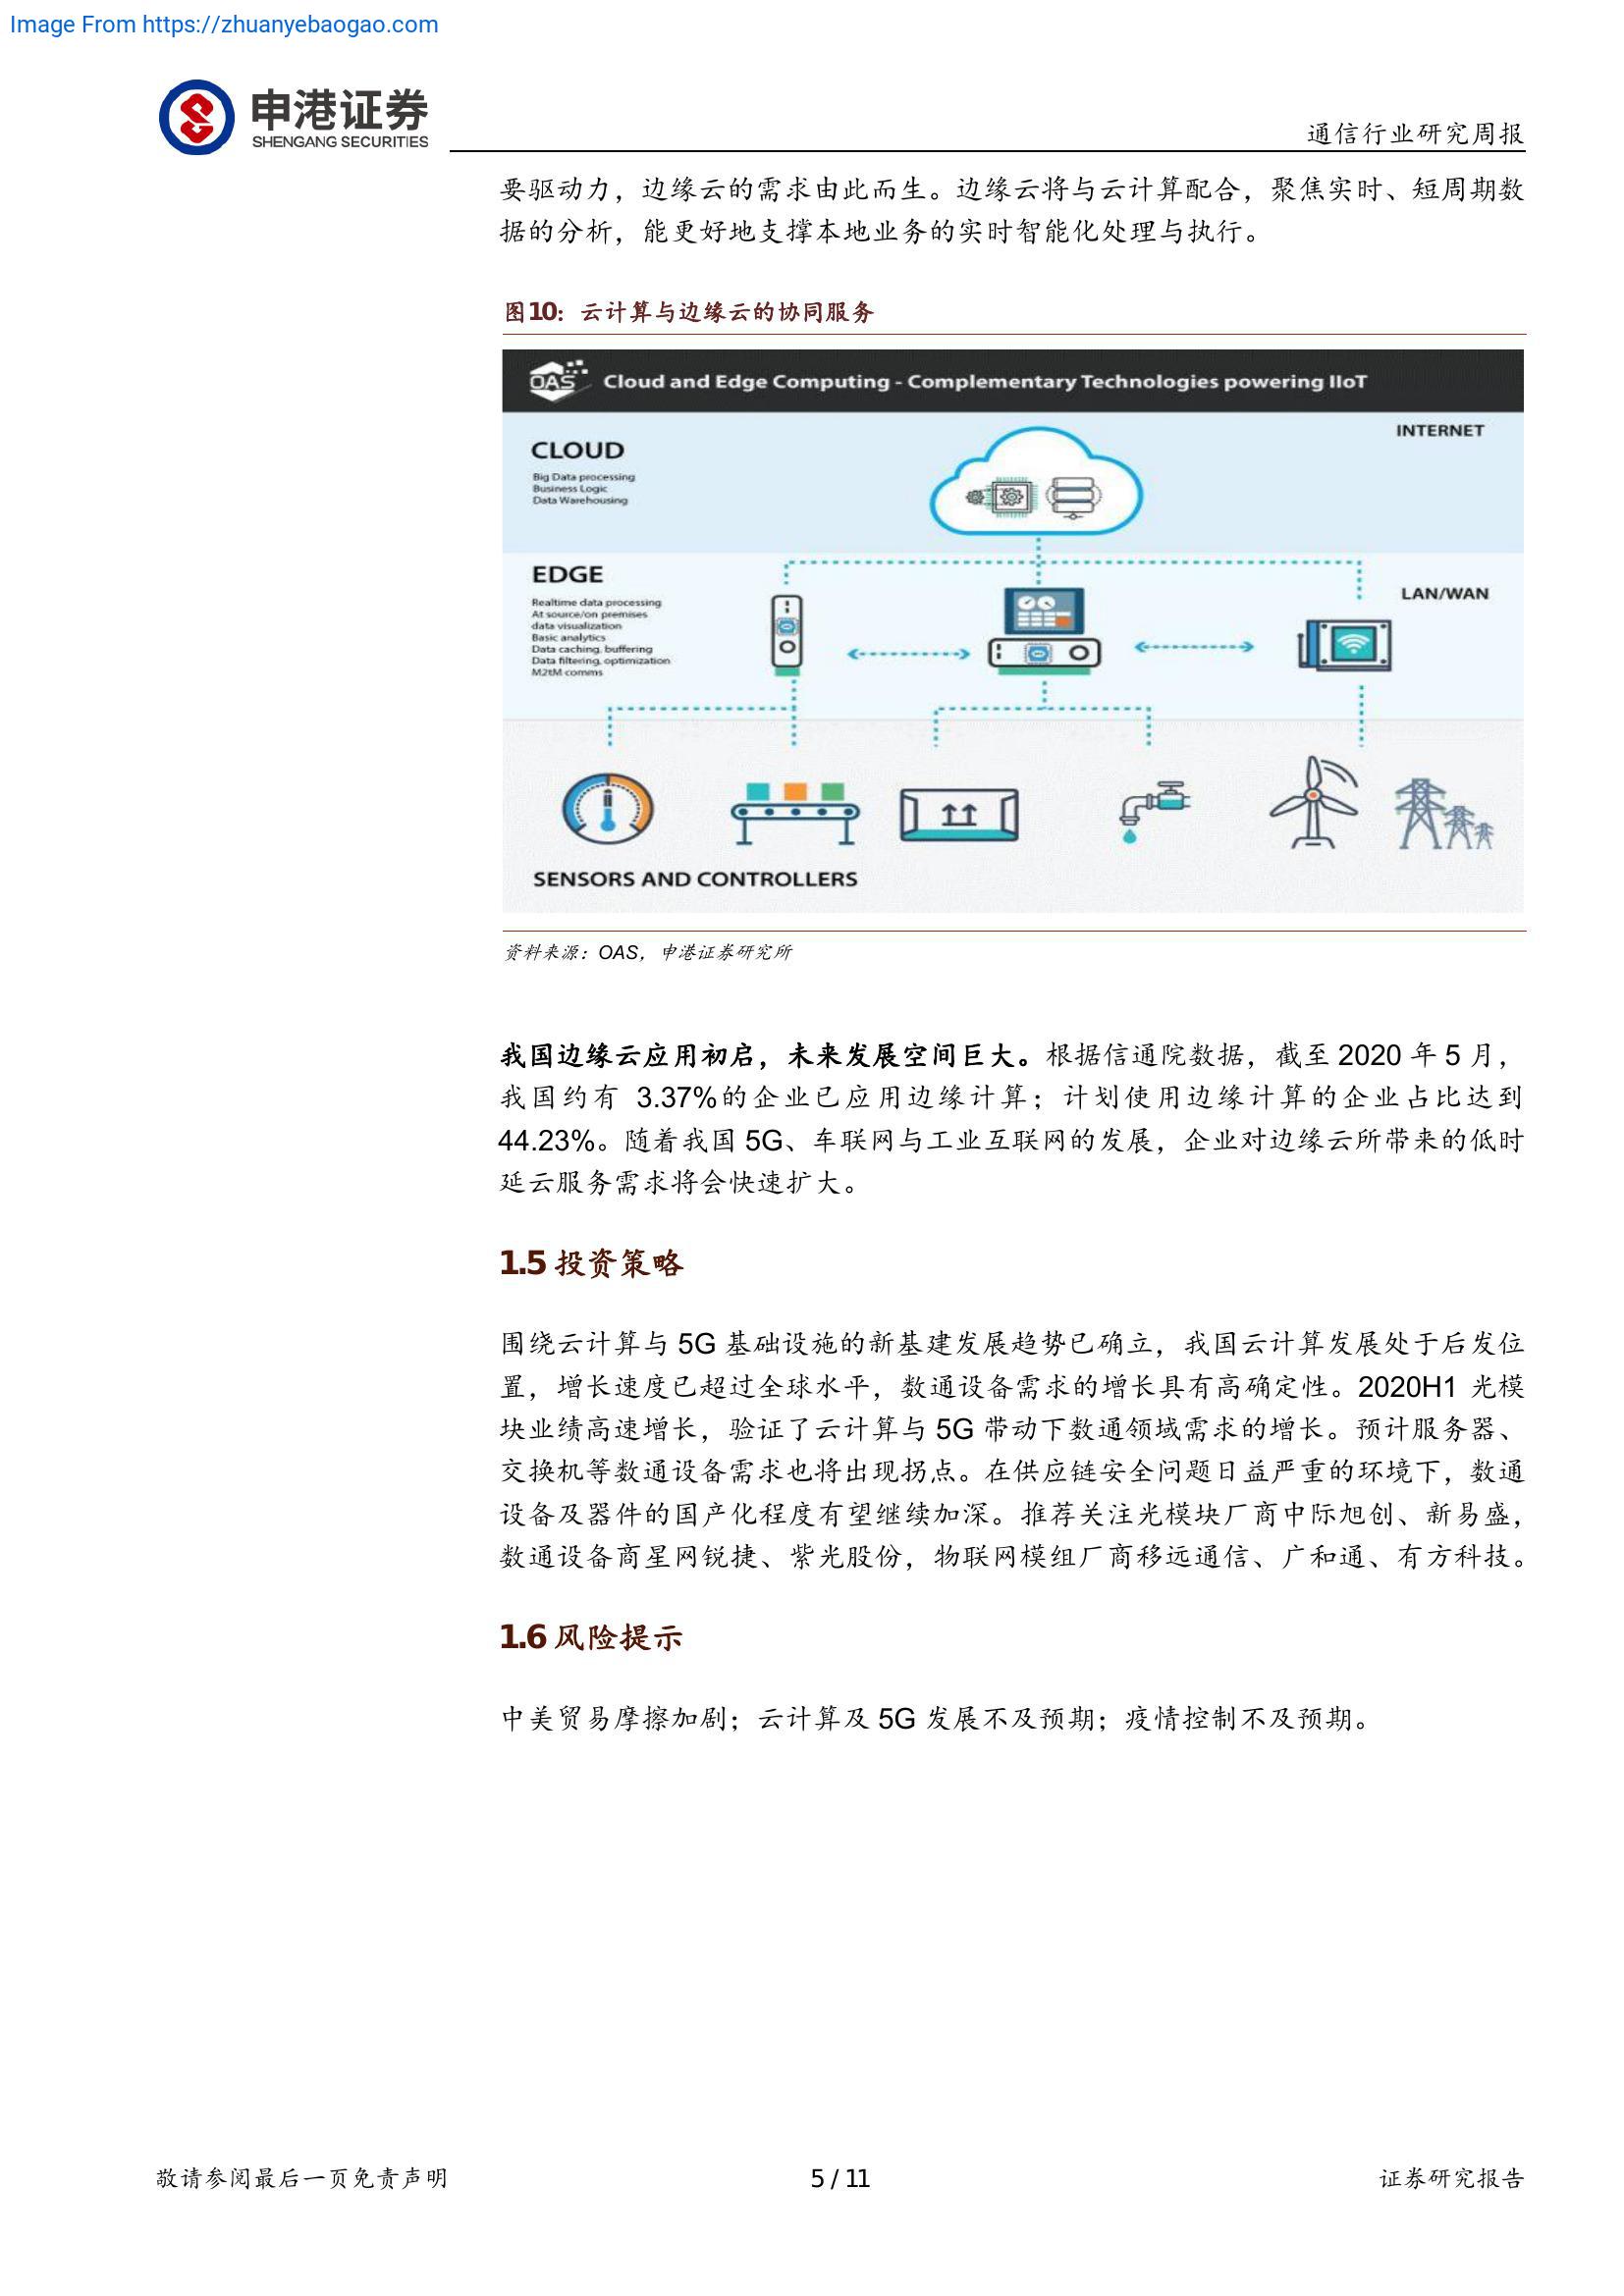 Image From https://zhuanyebaogao.com
申港证券
SHENGANG SECURITIES
通信行业研究周报
要驱动力，边缘云的需求由此而生。边缘云将与云计算配合，聚焦实时、短周期数
据的分析，能更好地支撑本地业务的实时智能化处理与执行。
图10：云计算与边缘云的协同服务
OAS Cloud and Edge Computing - Complementary Technologies powering IIoT
INTERNET
CLOUD
Big Data processing
Business Logic
Data Warehousing
EDGE
LAN/WAN
Realtime data processing
At source/on premises
data visualization
Basic analytics
Data caching, buffering
Data filtering, optimization
M2tM comms
SENSORS AND CONTROLLERS
资料来源：OAS，申港证券研究所
我国边缘云应用初启，未来发展空间巨大。根据信通院数据，截至 2020 年 5 月，
我国约有 3.37%的企业已应用边缘计算；计划使用边缘计算的企业占比达到
44.23%。随着我国 5G、车联网与工业互联网的发展，企业对边缘云所带来的低时
延云服务需求将会快速扩大。
1.5 投资策略
围绕云计算与 5G 基础设施的新基建发展趋势已确立，我国云计算发展处于后发位
置，增长速度已超过全球水平，数通设备需求的增长具有高确定性。2020H1 光模
块业绩高速增长，验证了云计算与 5G 带动下数通领域需求的增长。预计服务器、
交换机等数通设备需求也将出现拐点。在供应链安全问题日益严重的环境下，数通
设备及器件的国产化程度有望继续加深。推荐关注光模块厂商中际旭创、新易盛，
数通设备商星网锐捷、紫光股份，物联网模组厂商移远通信、广和通、有方科技。
1.6 风险提示
中美贸易摩擦加剧；云计算及 5G 发展不及预期；疫情控制不及预期。
敬请参阅最后一页免责声明
5 / 11
证券研究报告